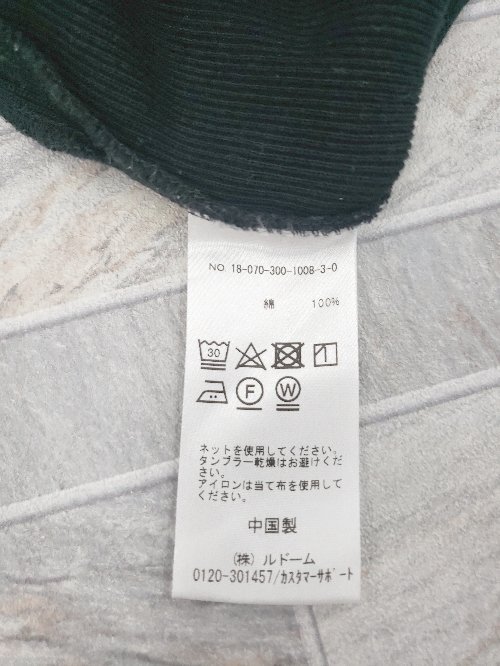 NO. 18-070-300-1008-3-0
綿 100%
30
F W
ネットを使用してください。
タンブラー乾燥はお避けくだ
さい。
アイロンは当て布を使用して
ください。
中国製
(株) ルドーム
0120-301457/カスタマーサポート